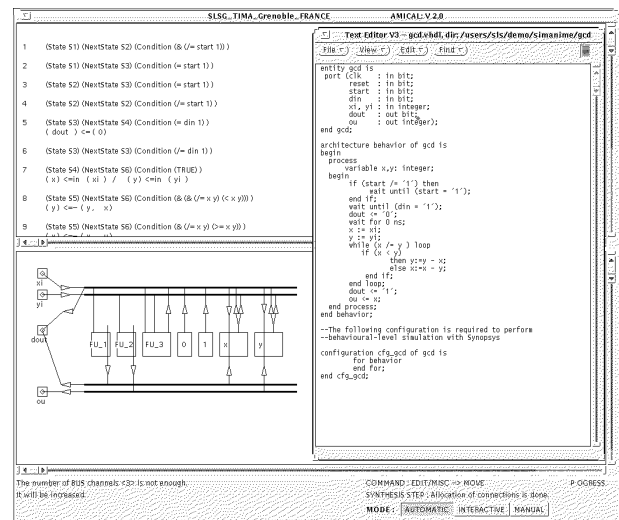 SLSG_TIMA_Grenoble_FRANCE AMICAL: V 2.0
1 (State S1) (NextState S2) (Condition (& (/= start 1)) )
2 (State S1) (NextState S3) (Condition (= start 1) )
3 (State S2) (NextState S3) (Condition (= start 1) )
4 (State S2) (NextState S2) (Condition (/= start 1) )
5 (State S3) (NextState S4) (Condition (= din 1) )
( dout ) <= ( 0)
6 (State S3) (NextState S3) (Condition (/= din 1) )
7 (State S4) (NextState S6) (Condition (TRUE) )
( x) <=in ( xi ) / ( y) <=in ( yi )
8 (State S5) (NextState S6) (Condition (& (& (/= x y) (< x y))) )
( y) <=- ( y, x)
9 (State S5) (NextState S6) (Condition (& (/= x y) (>= x y)) )
xi
yi
dout
ou
FU_1 FU_2 FU_3 0 1 x y
Text Editor V3 - gcd.vhdl, dir; /users/sls/demo/simanime/gcd
File View Edit Find
entity gcd is
port (clk : in bit;
reset : in bit;
start : in bit;
din : in bit;
xi, yi : in integer;
dout : out bit;
ou : out integer);
end gcd;
architecture behavior of gcd is
begin
process
variable x,y: integer;
begin
if (start /= '1') then
wait until (start = '1');
end if;
wait until (din = '1');
dout <= '0';
wait for 0 ns;
x := xi;
y := yi;
while (x /= y ) loop
if (x < y)
then y:=y - x;
else x:=x - y;
end if;
end loop;
dout <= '1';
ou <= x;
end process;
end behavior;
--The following configuration is required to perform
--behavioural-level simulation with Synopsys
configuration cfg_gcd of gcd is
for behavior
end for;
end cfg_gcd;
The number of BUS channels <3> is not enough.
It will be increased.
COMMAND : EDIT/MISC --> MOVE P OGRESS
SYNTHESIS STEP : Allocation of connections is done.
MODE : AUTOMATIC INTERACTIVE MANUAL